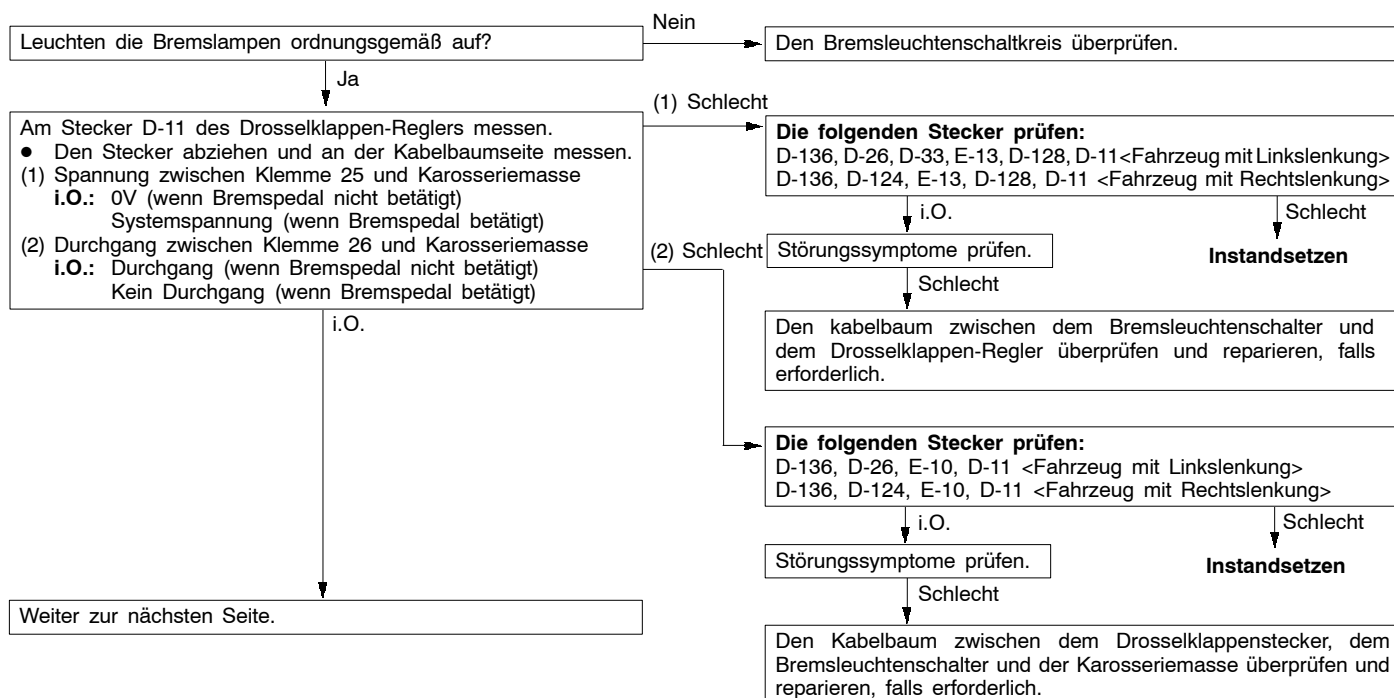 Leuchten die Bremslampen ordnungsgemäß auf?
Nein
Den Bremsleuchtenschaltkreis überprüfen.
Ja
Am Stecker D-11 des Drosselklappen-Reglers messen.
● Den Stecker abziehen und an der Kabelbaumseite messen.
(1) Spannung zwischen Klemme 25 und Karosseriemasse
i.O.: 0V (wenn Bremspedal nicht betätigt)
Systemspannung (wenn Bremspedal betätigt)
(2) Durchgang zwischen Klemme 26 und Karosseriemasse
i.O.: Durchgang (wenn Bremspedal nicht betätigt)
Kein Durchgang (wenn Bremspedal betätigt)
(1) Schlecht
Die folgenden Stecker prüfen:
D-136, D-26, D-33, E-13, D-128, D-11<Fahrzeug mit Linkslenkung>
D-136, D-124, E-13, D-128, D-11 <Fahrzeug mit Rechtslenkung>
i.O.
Schlecht
Störungssymptome prüfen.
Instandsetzen
Schlecht
Den kabelbaum zwischen dem Bremsleuchtenschalter und
dem Drosselklappen-Regler überprüfen und reparieren, falls
erforderlich.
(2) Schlecht
Die folgenden Stecker prüfen:
D-136, D-26, E-10, D-11 <Fahrzeug mit Linkslenkung>
D-136, D-124, E-10, D-11 <Fahrzeug mit Rechtslenkung>
i.O.
Schlecht
Störungssymptome prüfen.
Instandsetzen
Schlecht
Den Kabelbaum zwischen dem Drosselklappenstecker, dem
Bremsleuchtenschalter und der Karosseriemasse überprüfen und
reparieren, falls erforderlich.
i.O.
Weiter zur nächsten Seite.